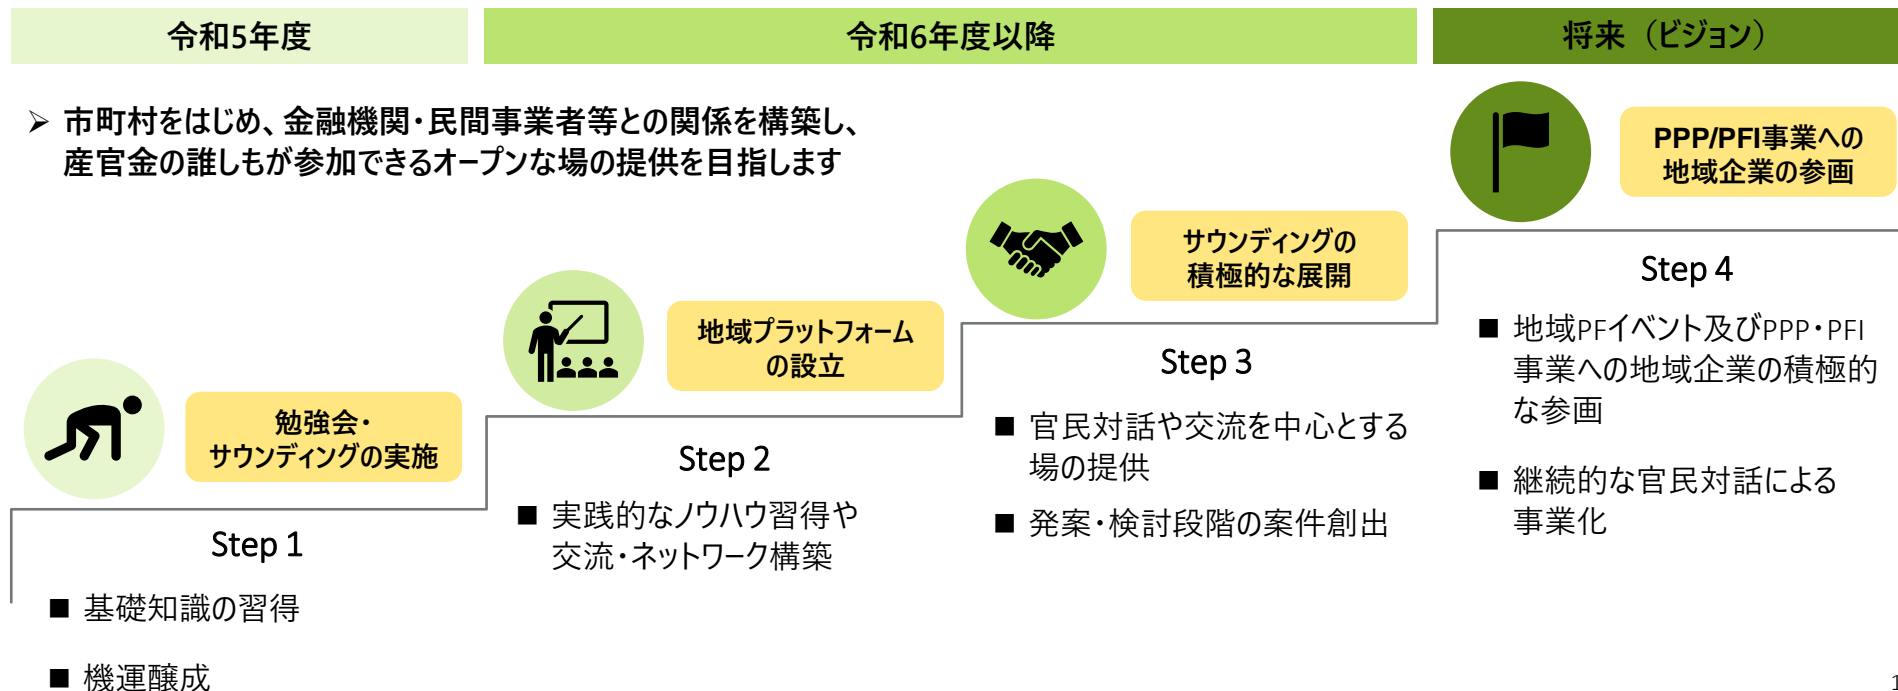 令和5年度
令和6年度以降
将来（ビジョン）
➢ 市町村をはじめ、金融機関・民間事業者等との関係を構築し、
産官金の誰しもが参加できるオープンな場の提供を目指します
勉強会・
サウンディングの実施
Step 1
■ 基礎知識の習得
■ 機運醸成
地域プラットフォーム
の設立
Step 2
■ 実践的なノウハウ習得や
交流・ネットワーク構築
サウンディングの
積極的な展開
Step 3
■ 官民対話や交流を中心とする
場の提供
■ 発案・検討段階の案件創出
PPP/PFI事業への
地域企業の参画
Step 4
■ 地域PFイベント及びPPP・PFI
事業への地域企業の積極的
な参画
■ 継続的な官民対話による
事業化
1